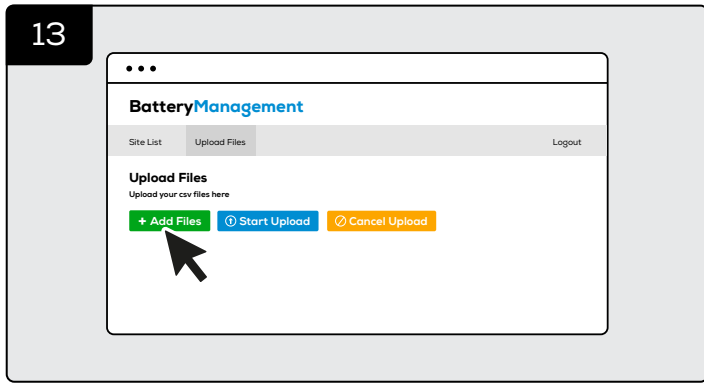 13
BatteryManagement
Site List Upload Files Logout
Upload Files
Upload your csv files here
+ Add Files Start Upload Cancel Upload